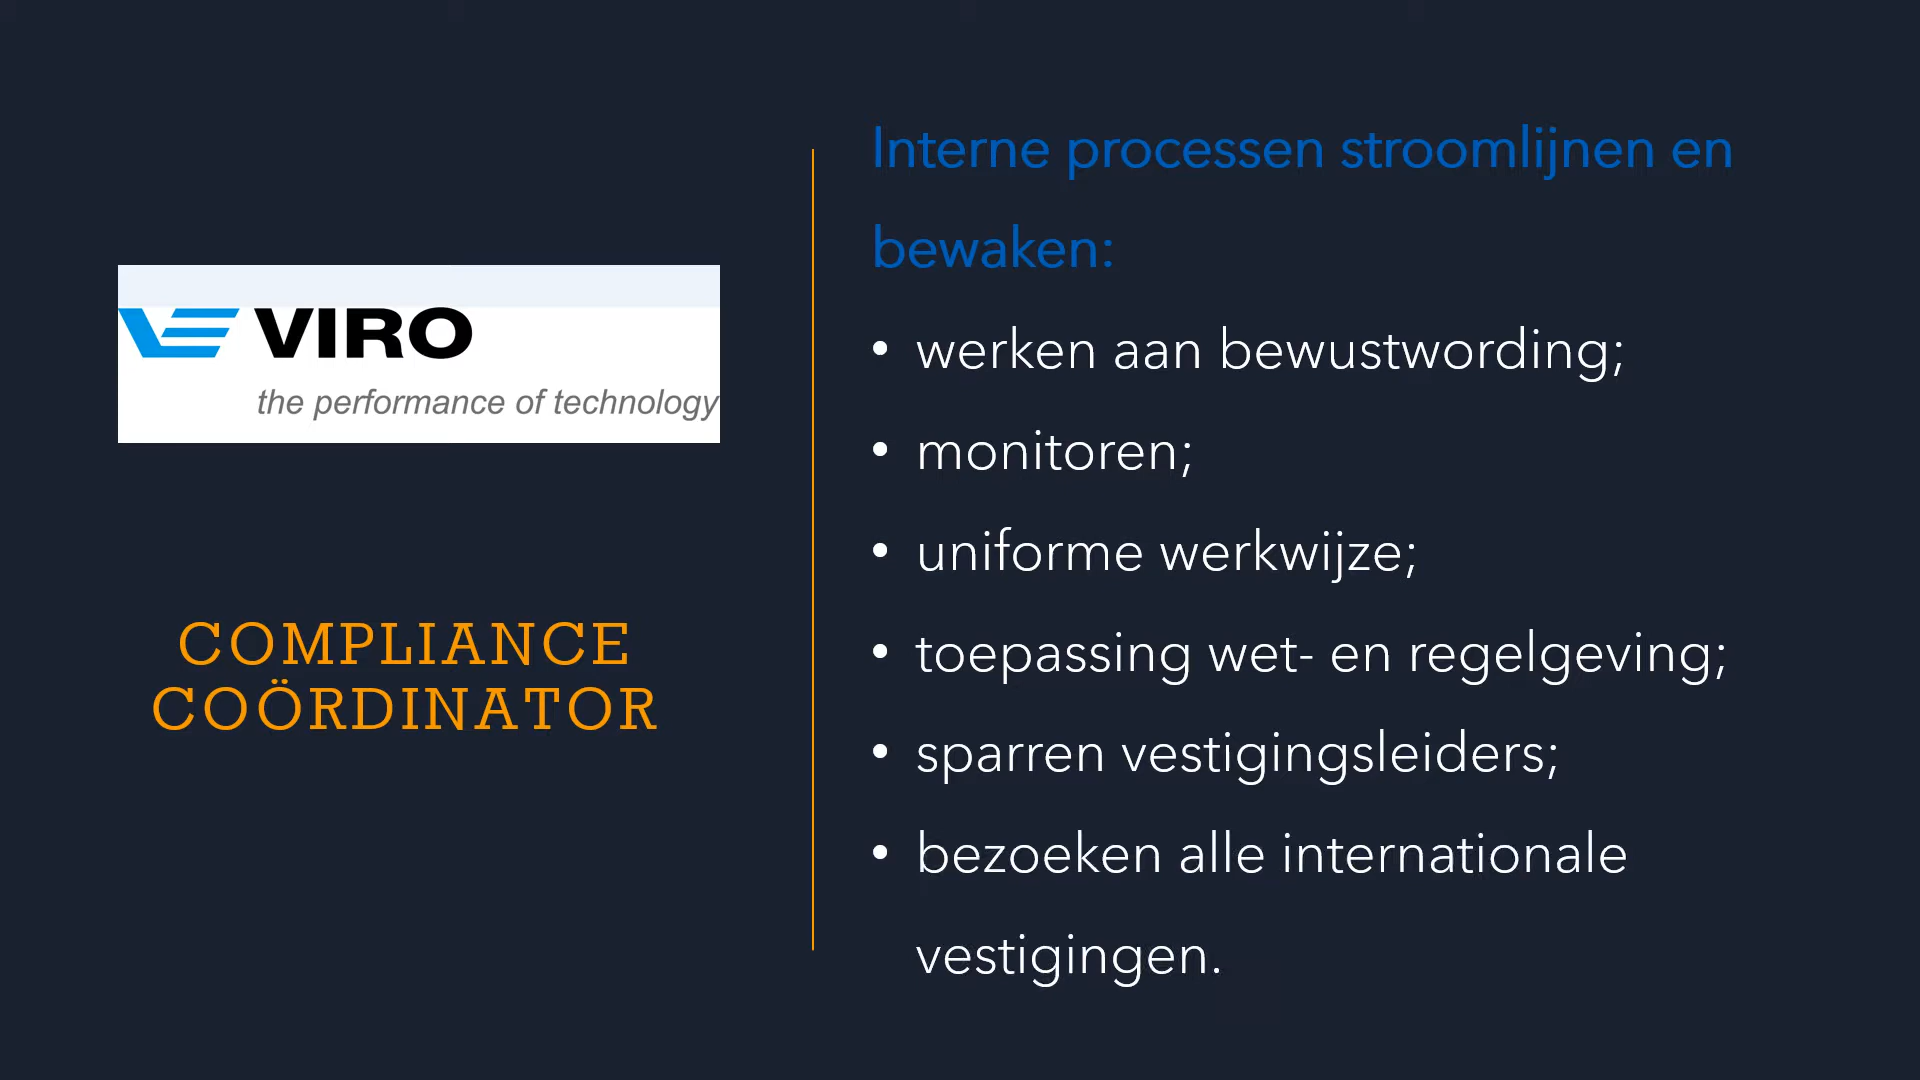 VIRO
the performance of technology
COMPLIANCE
COÖRDINATOR
Interne processen stroomlijnen en
bewaken:
• werken aan bewustwording;
• monitoren;
• uniforme werkwijze;
• toepassing wet- en regelgeving;
• sparren vestigingsleiders;
• bezoeken alle internationale
vestigingen.